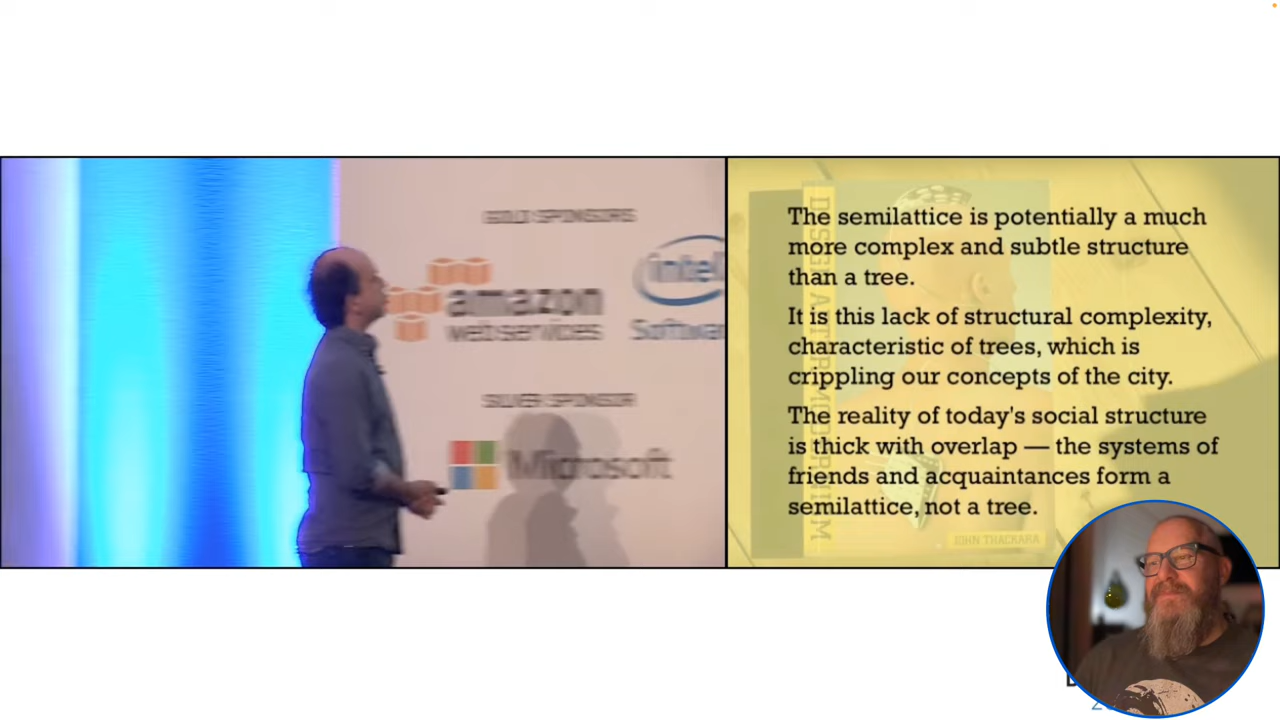 GOLD SPONSORS
amazon
webservices
intel
Softwar
SILVER SPONSOR
Microsoft
The semilattice is potentially a much
more complex and subtle structure
than a tree.
It is this lack of structural complexity,
characteristic of trees, which is
crippling our concepts of the city.
The reality of today's social structure
is thick with overlap — the systems of
friends and acquaintances form a
semilattice, not a tree.
JOHN THACKARA